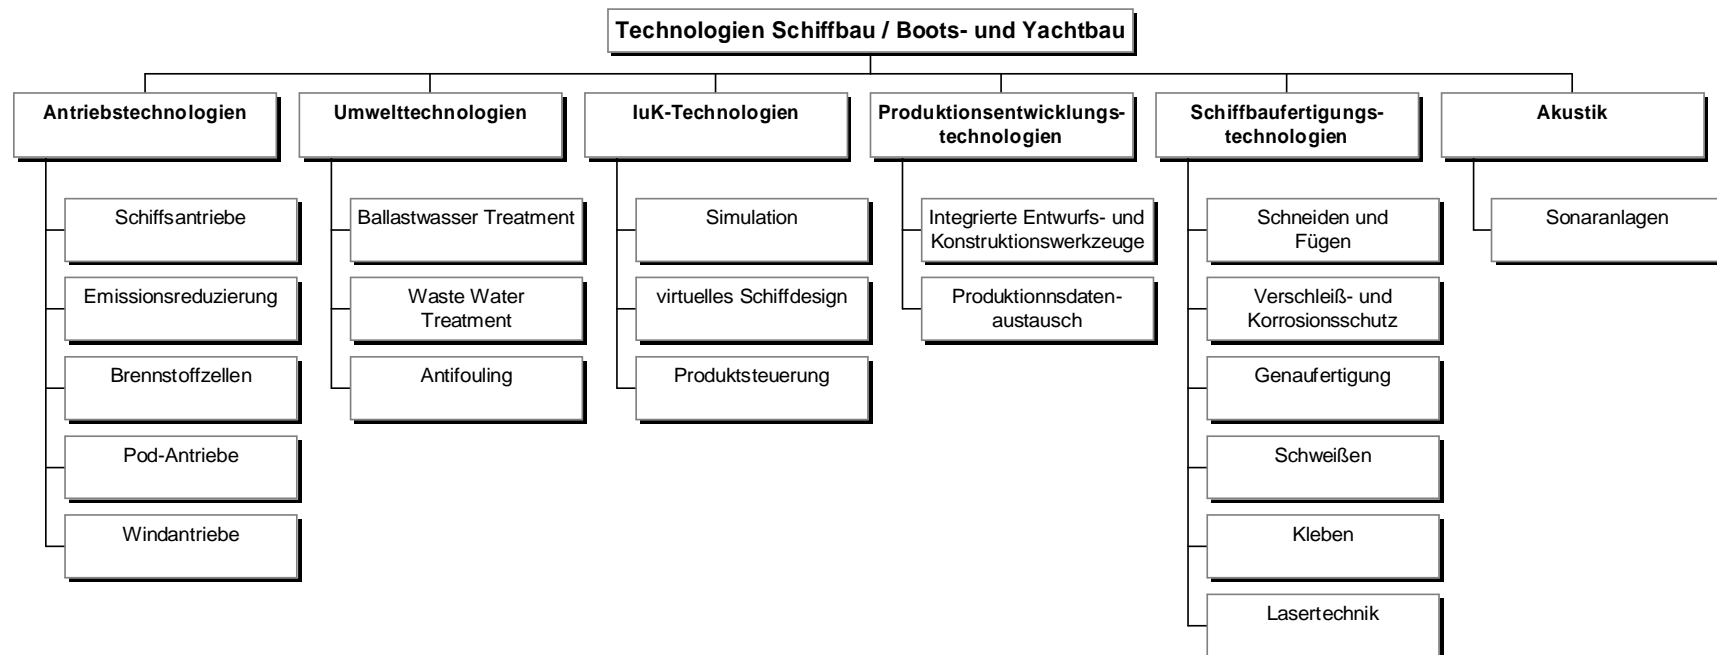 Technologien Schiffbau / Boots- und Yachtbau
Antriebstechnologien
Schiffsantriebe
Emissionsreduzierung
Brennstoffzellen
Pod-Antriebe
Windantriebe
Umwelttechnologien
Ballastwasser Treatment
Waste Water
Treatment
Antifouling
IuK-Technologien
Simulation
virtuelles Schiffdesign
Produktsteuerung
Produktionsentwicklungs-
technologien
Integrierte Entwurfs- und
Konstruktionswerkzeuge
Produktionnsdaten-
austausch
Schiffbaufertigungs-
technologien
Schneiden und
Fügen
Verschleiß- und
Korrosionsschutz
Genaufertigung
Schweißen
Kleben
Lasertechnik
Akustik
Sonaranlagen